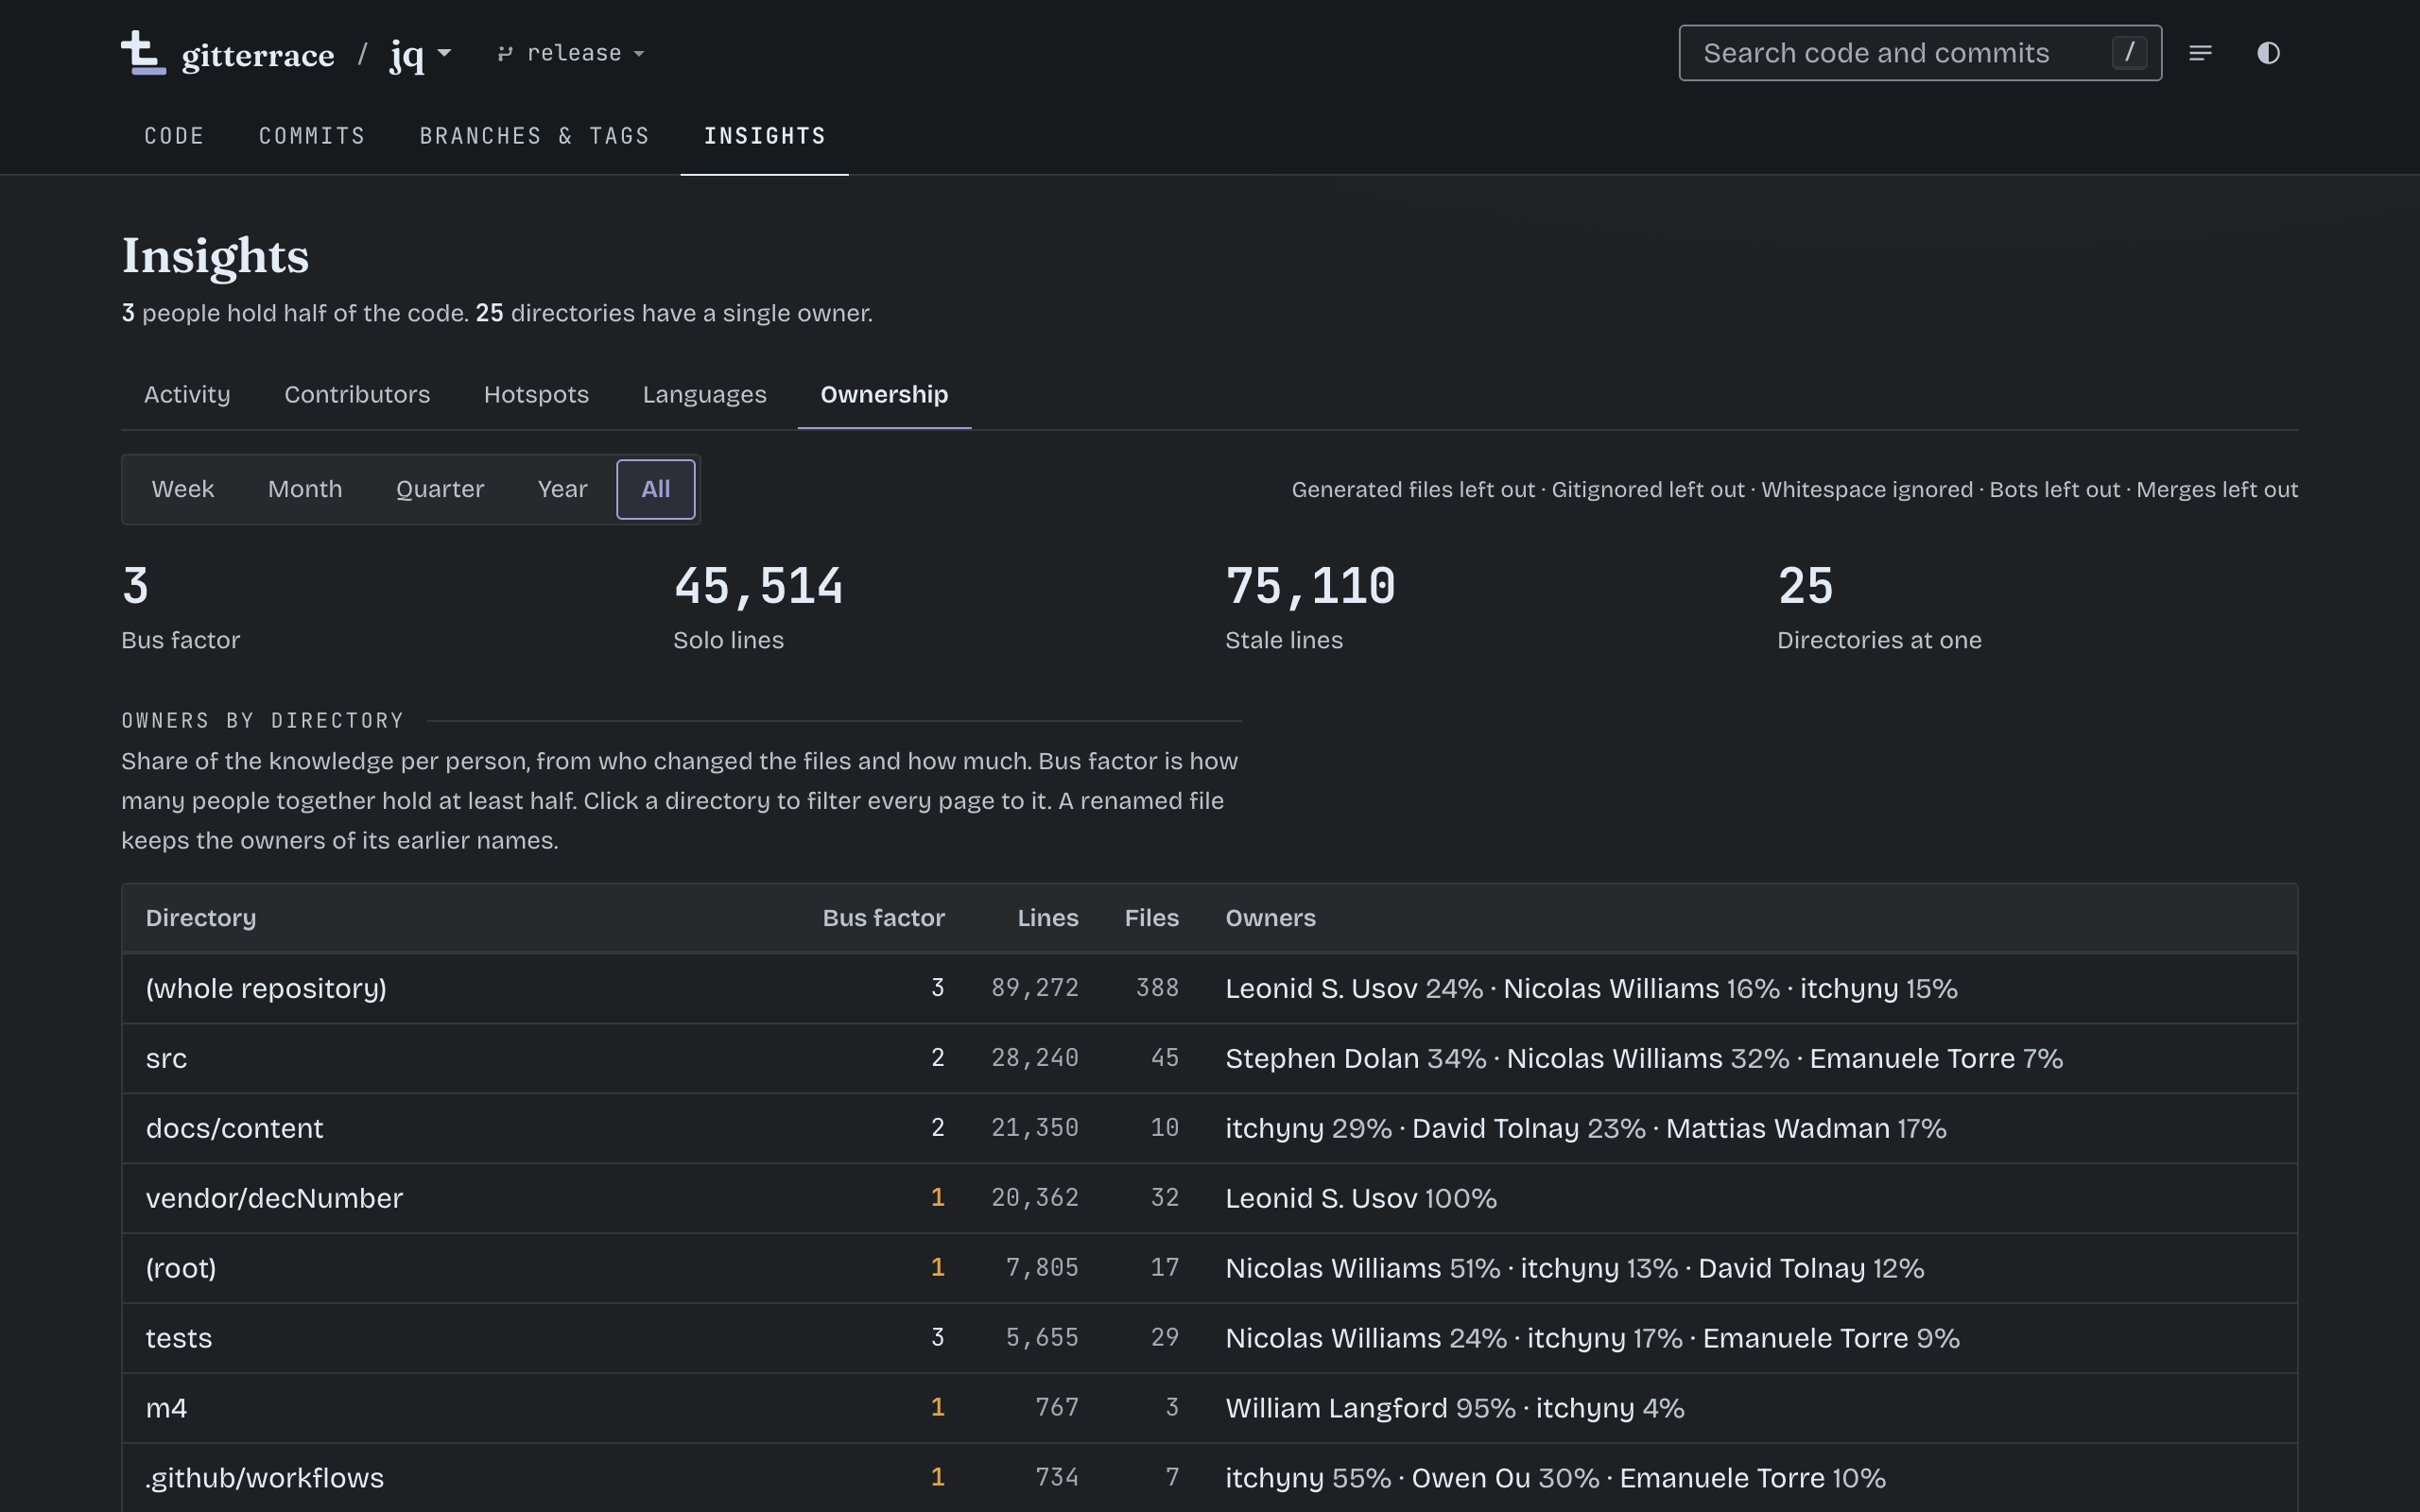 gitterrace / jq release Search code and commits /
CODE COMMITS BRANCHES & TAGS INSIGHTS
Insights
3 people hold half of the code. 25 directories have a single owner.
Activity Contributors Hotspots Languages Ownership
Week Month Quarter Year All Generated files left out · Gitignored left out · Whitespace ignored · Bots left out · Merges left out
3 45,514 75,110 25
Bus factor Solo lines Stale lines Directories at one
OWNERS BY DIRECTORY
Share of the knowledge per person, from who changed the files and how much. Bus factor is how
many people together hold at least half. Click a directory to filter every page to it. A renamed file
keeps the owners of its earlier names.
Directory Bus factor Lines Files Owners
(whole repository) 3 89,272 388 Leonid S. Usov 24% · Nicolas Williams 16% · itchyny 15%
src 2 28,240 45 Stephen Dolan 34% · Nicolas Williams 32% · Emanuele Torre 7%
docs/content 2 21,350 10 itchyny 29% · David Tolnay 23% · Mattias Wadman 17%
vendor/decNumber 1 20,362 32 Leonid S. Usov 100%
(root) 1 7,805 17 Nicolas Williams 51% · itchyny 13% · David Tolnay 12%
tests 3 5,655 29 Nicolas Williams 24% · itchyny 17% · Emanuele Torre 9%
m4 1 767 3 William Langford 95% · itchyny 4%
.github/workflows 1 734 7 itchyny 55% · Owen Ou 30% · Emanuele Torre 10%